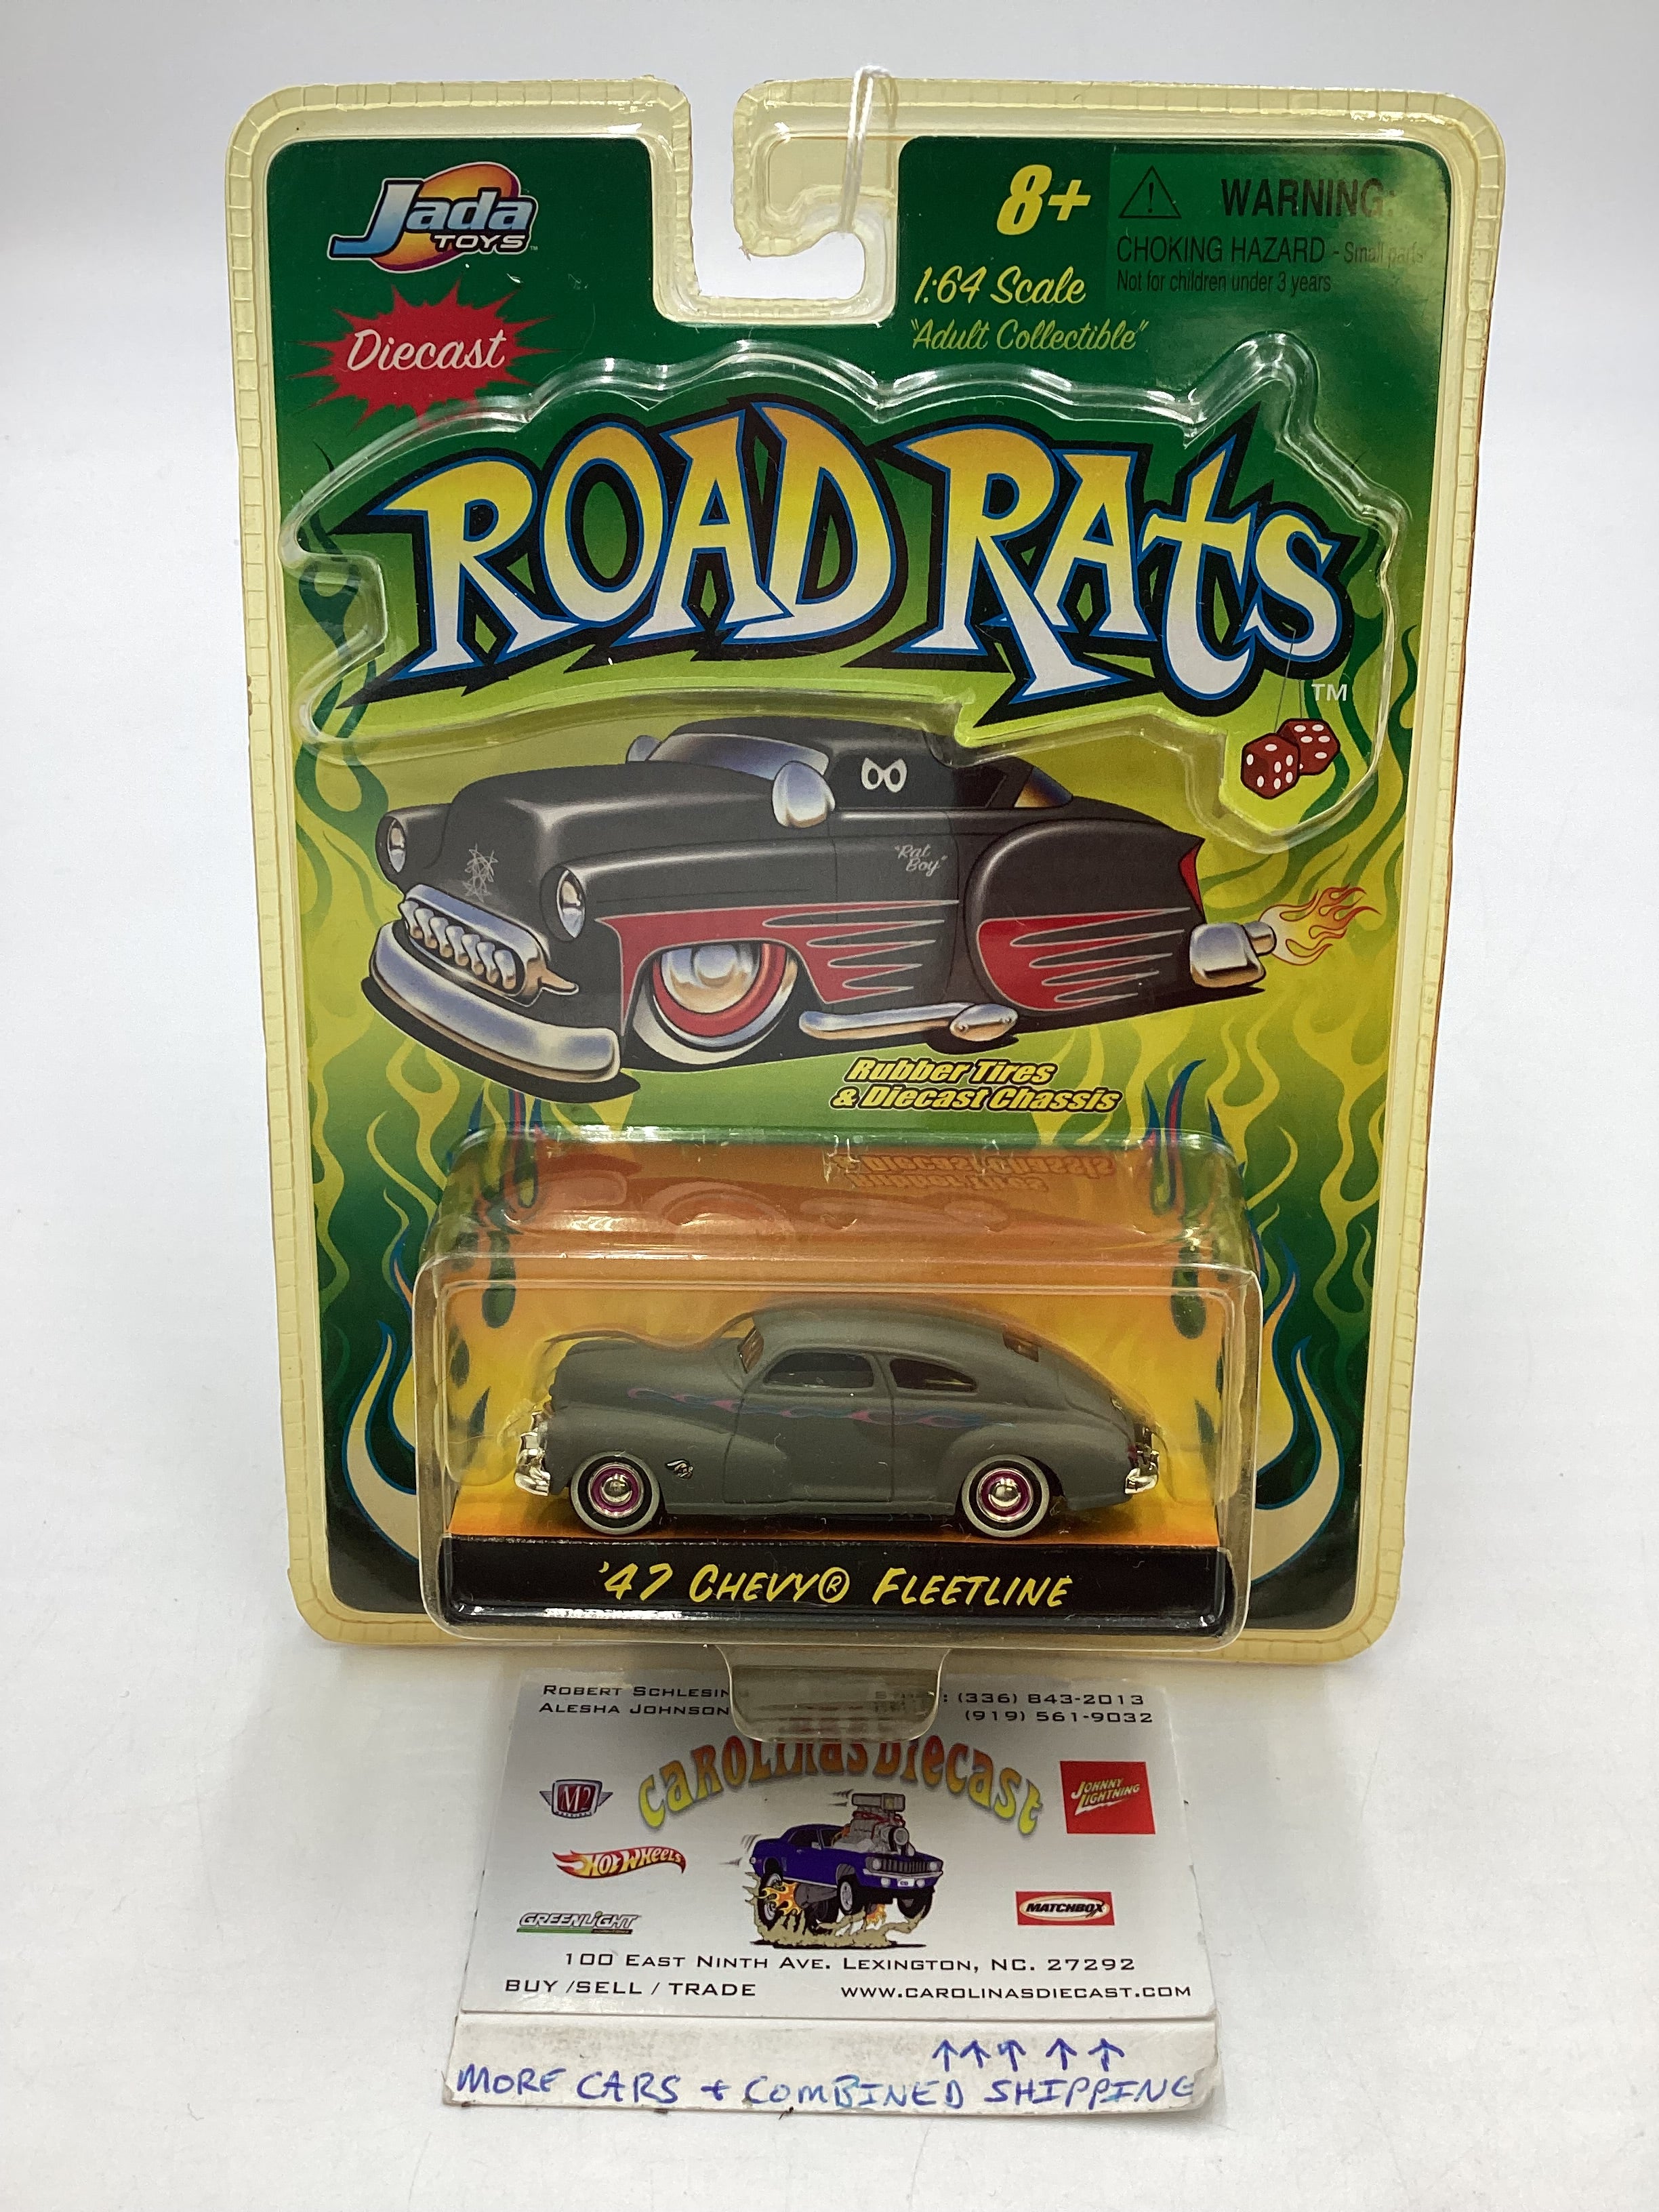 Jada
TOYS
Diecast
8+
WARNING:
CHOKING HAZARD - Small parts
Not for children under 3 years
1:64 Scale
"Adult Collectible"
ROAD RATS
TM
"Rat
Boy"
Rubber Tires
& Diecast Chassis
'47 CHEVY® FLEETLINE
ROBERT : (336) 843-2013
ALESHA JOHNSON (919) 561-9032
CAROLINAS DIECAST
M2
JOHNNY
LIGHTNING
HOT WHEELS
GREENLIGHT
MATCHBOX
100 EAST NINTH AVE. LEXINGTON, NC. 27292
BUY /SELL / TRADE WWW.CAROLINASDIECAST.COM
MORE CARS + COMBINED SHIPPING